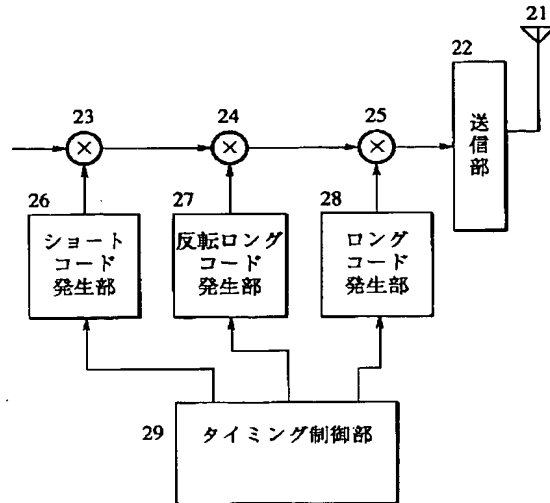 21
22
23
24
25
送信部
26
27
28
ショート
コード
発生部
反転ロング
コード
発生部
ロング
コード
発生部
29
タイミング制御部